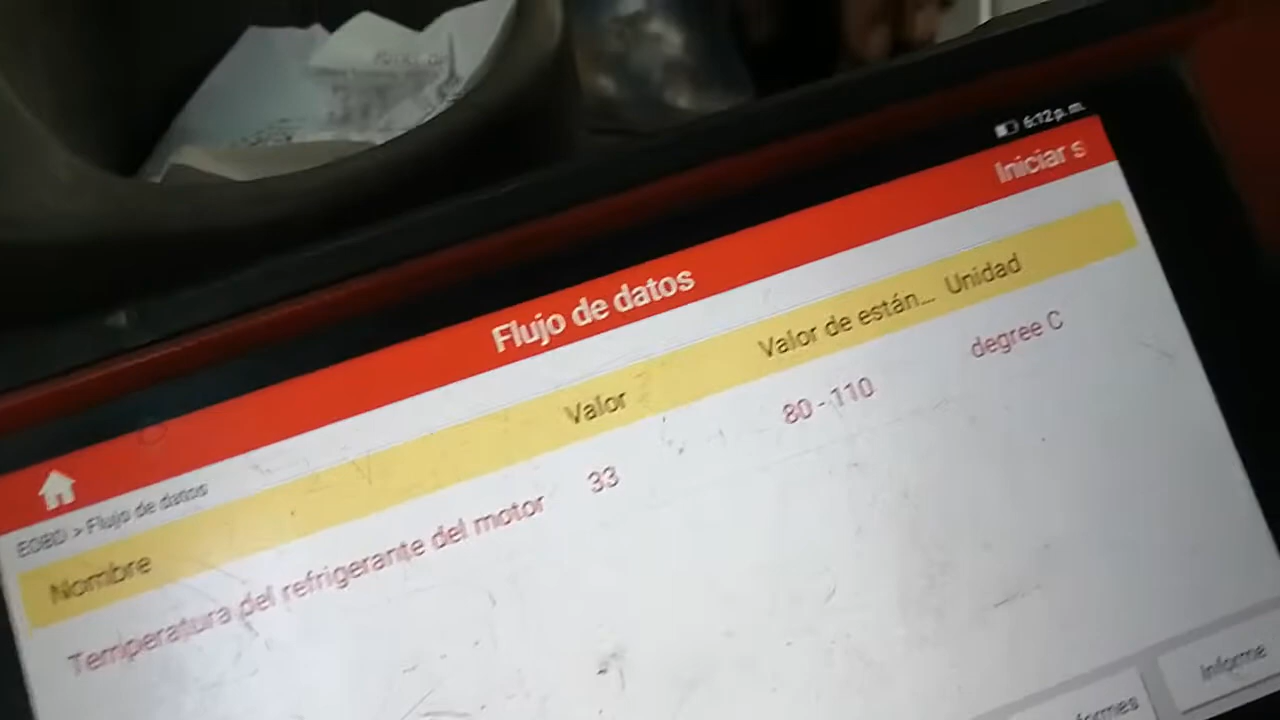 6:12 p. m.
Iniciar s
Flujo de datos
EOBD > Flujo de datos
Nombre Valor Valor de están... Unidad
Temperatura del refrigerante del motor 33 80 - 110 degree C
formes Informe